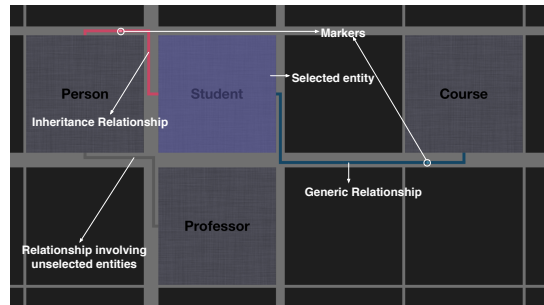 Markers
Selected entity
Person
Student
Course
Inheritance Relationship
Generic Relationship
Professor
Relationship involving
unselected entities